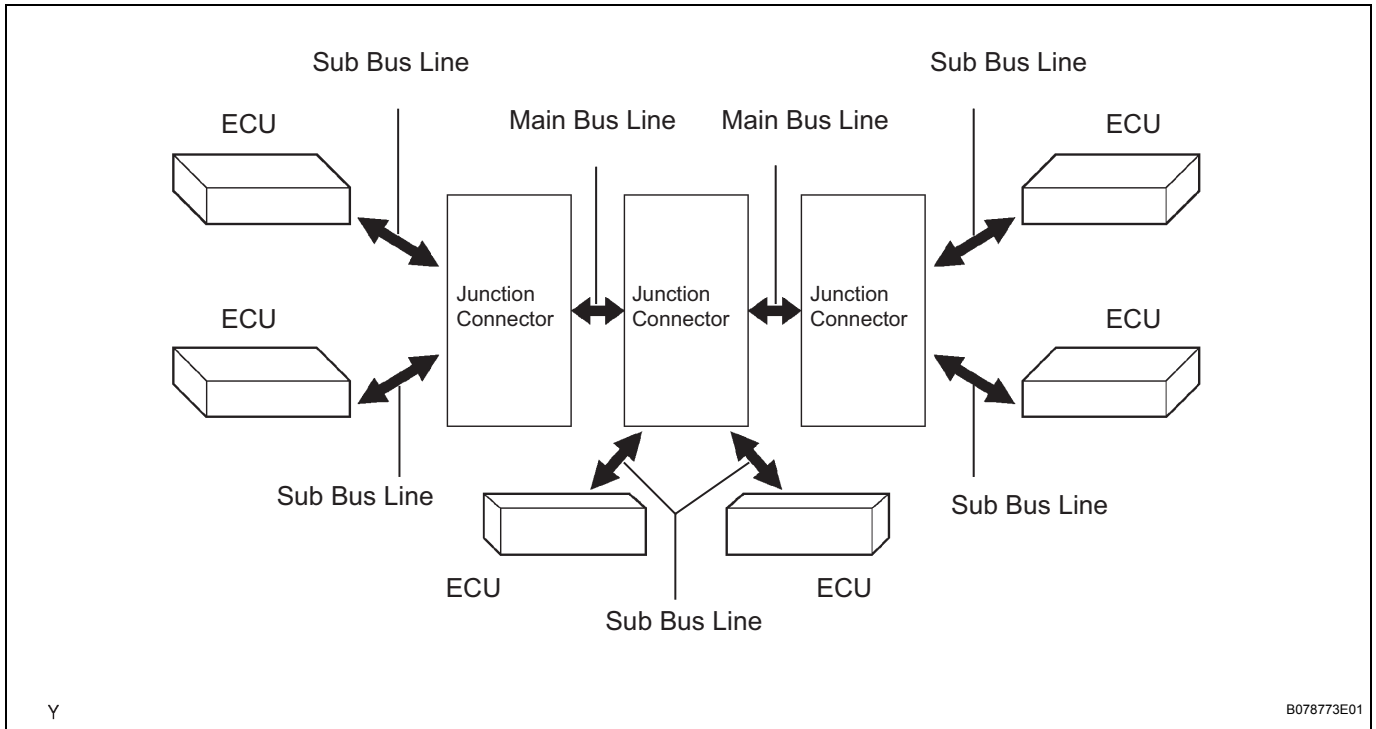 Sub Bus Line
Sub Bus Line
ECU
Main Bus Line
Main Bus Line
ECU
Junction
Connector
Junction
Connector
Junction
Connector
ECU
ECU
Sub Bus Line
Sub Bus Line
ECU
ECU
Sub Bus Line
Y
B078773E01